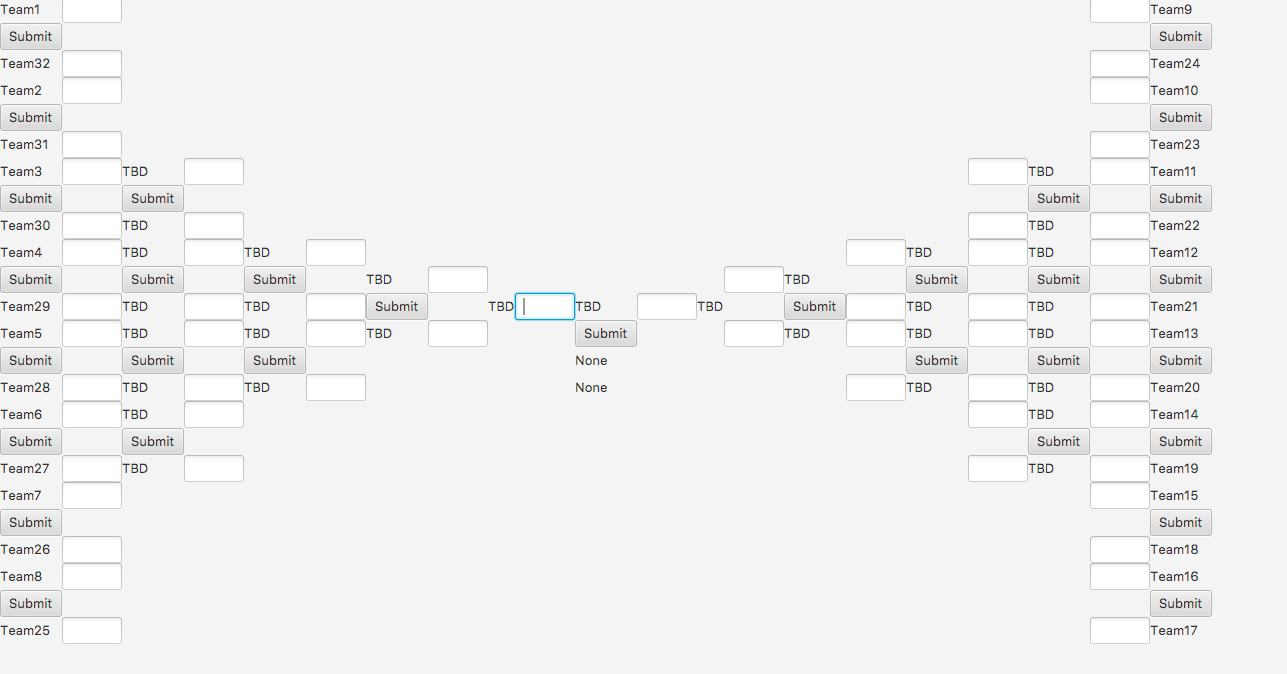 Team1 Team9
Submit Submit
Team32 Team24
Team2 Team10
Submit Submit
Team31 Team23
Team3 TBD TBD Team11
Submit Submit Submit Submit
Team30 TBD TBD Team22
Team4 TBD TBD TBD TBD Team12
Submit Submit Submit TBD TBD Submit Submit Submit
Team29 TBD TBD Submit TBD TBD TBD Submit TBD TBD Team21
Team5 TBD TBD TBD Submit TBD TBD TBD Team13
Submit Submit Submit None Submit Submit Submit
Team28 TBD TBD None TBD TBD Team20
Team6 TBD TBD Team14
Submit Submit Submit Submit
Team27 TBD TBD Team19
Team7 Team15
Submit Submit
Team26 Team18
Team8 Team16
Submit Submit
Team25 Team17